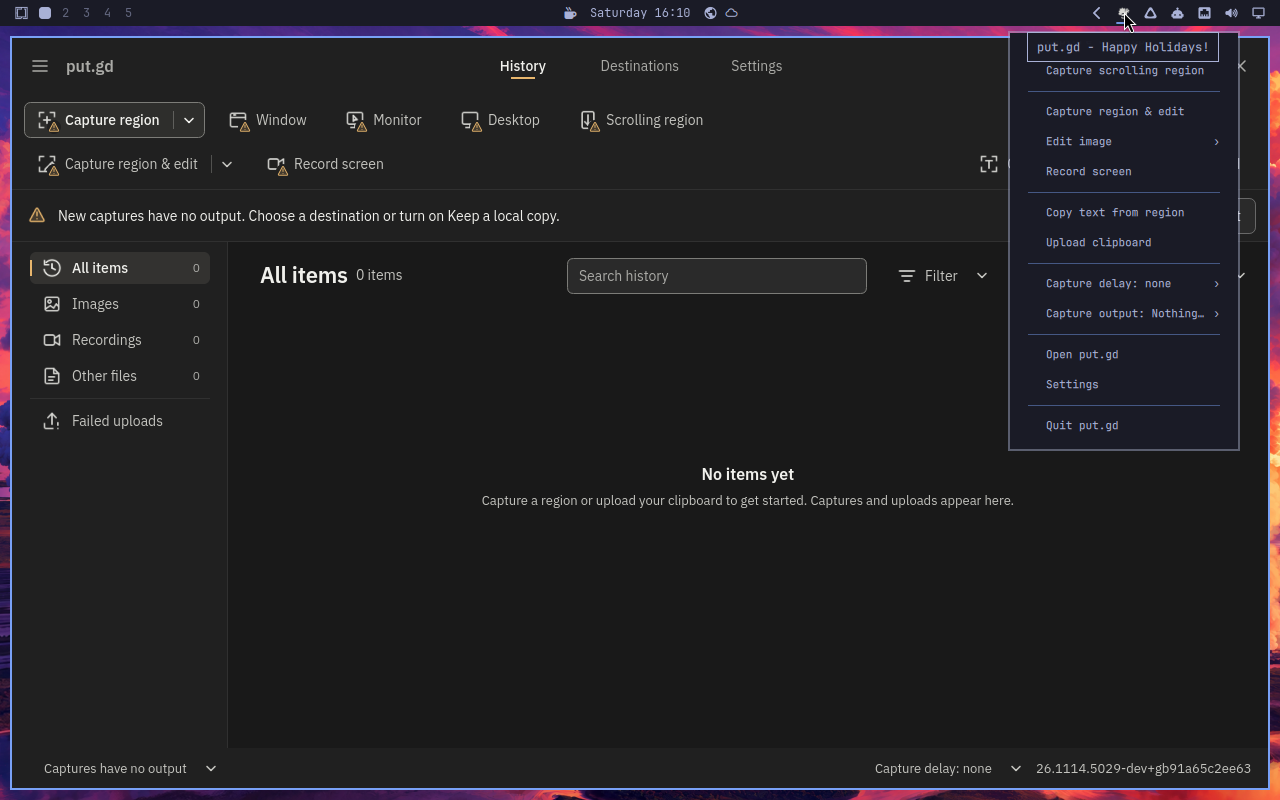 2 3 4 5
Saturday 16:10
put.gd
History
Destinations
Settings
put.gd - Happy Holidays!
Capture scrolling region
Capture region & edit
Edit image
Record screen
Copy text from region
Upload clipboard
Capture delay: none
Capture output: Nothing…
Open put.gd
Settings
Quit put.gd
Capture region
Window
Monitor
Desktop
Scrolling region
Capture region & edit
Record screen
New captures have no output. Choose a destination or turn on Keep a local copy.
All items 0
Images 0
Recordings 0
Other files 0
Failed uploads
All items 0 items
Search history
Filter
No items yet
Capture a region or upload your clipboard to get started. Captures and uploads appear here.
Captures have no output
Capture delay: none
26.1114.5029-dev+gb91a65c2ee63